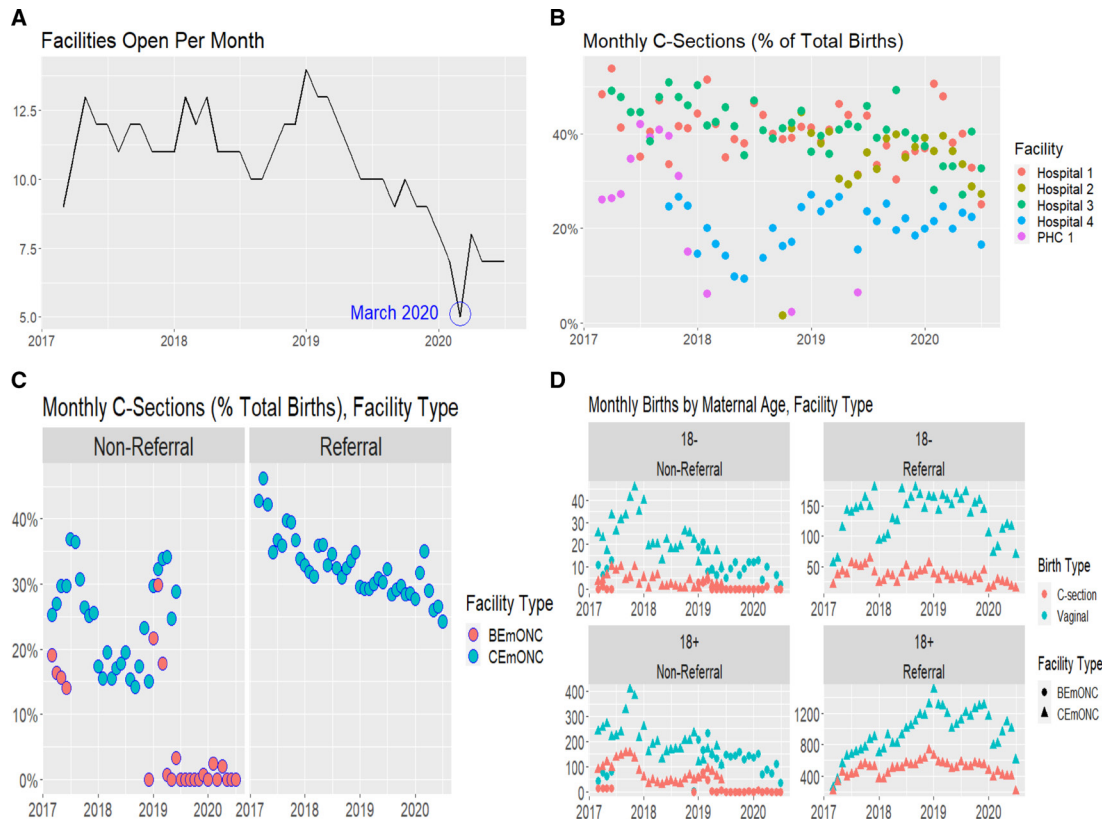 A
Facilities Open Per Month
12.5
10.0
7.5
5.0
March 2020
2017 2018 2019 2020
B
Monthly C-Sections (% of Total Births)
40%
20%
0%
2017 2018 2019 2020
Facility
Hospital 1
Hospital 2
Hospital 3
Hospital 4
PHC 1
C
Monthly C-Sections (% Total Births), Facility Type
Non-Referral Referral
40%
30%
20%
10%
0%
2017 2018 2019 2020 2017 2018 2019 2020
Facility Type
BEmONC
CEmONC
D
Monthly Births by Maternal Age, Facility Type
18-
Non-Referral
40
30
20
10
0
2017 2018 2019 2020
18-
Referral
150
100
50
2017 2018 2019 2020
18+
Non-Referral
400
300
200
100
0
2017 2018 2019 2020
18+
Referral
1200
800
400
2017 2018 2019 2020
Birth Type
C-section
Vaginal
Facility Type
BEmONC
CEmONC